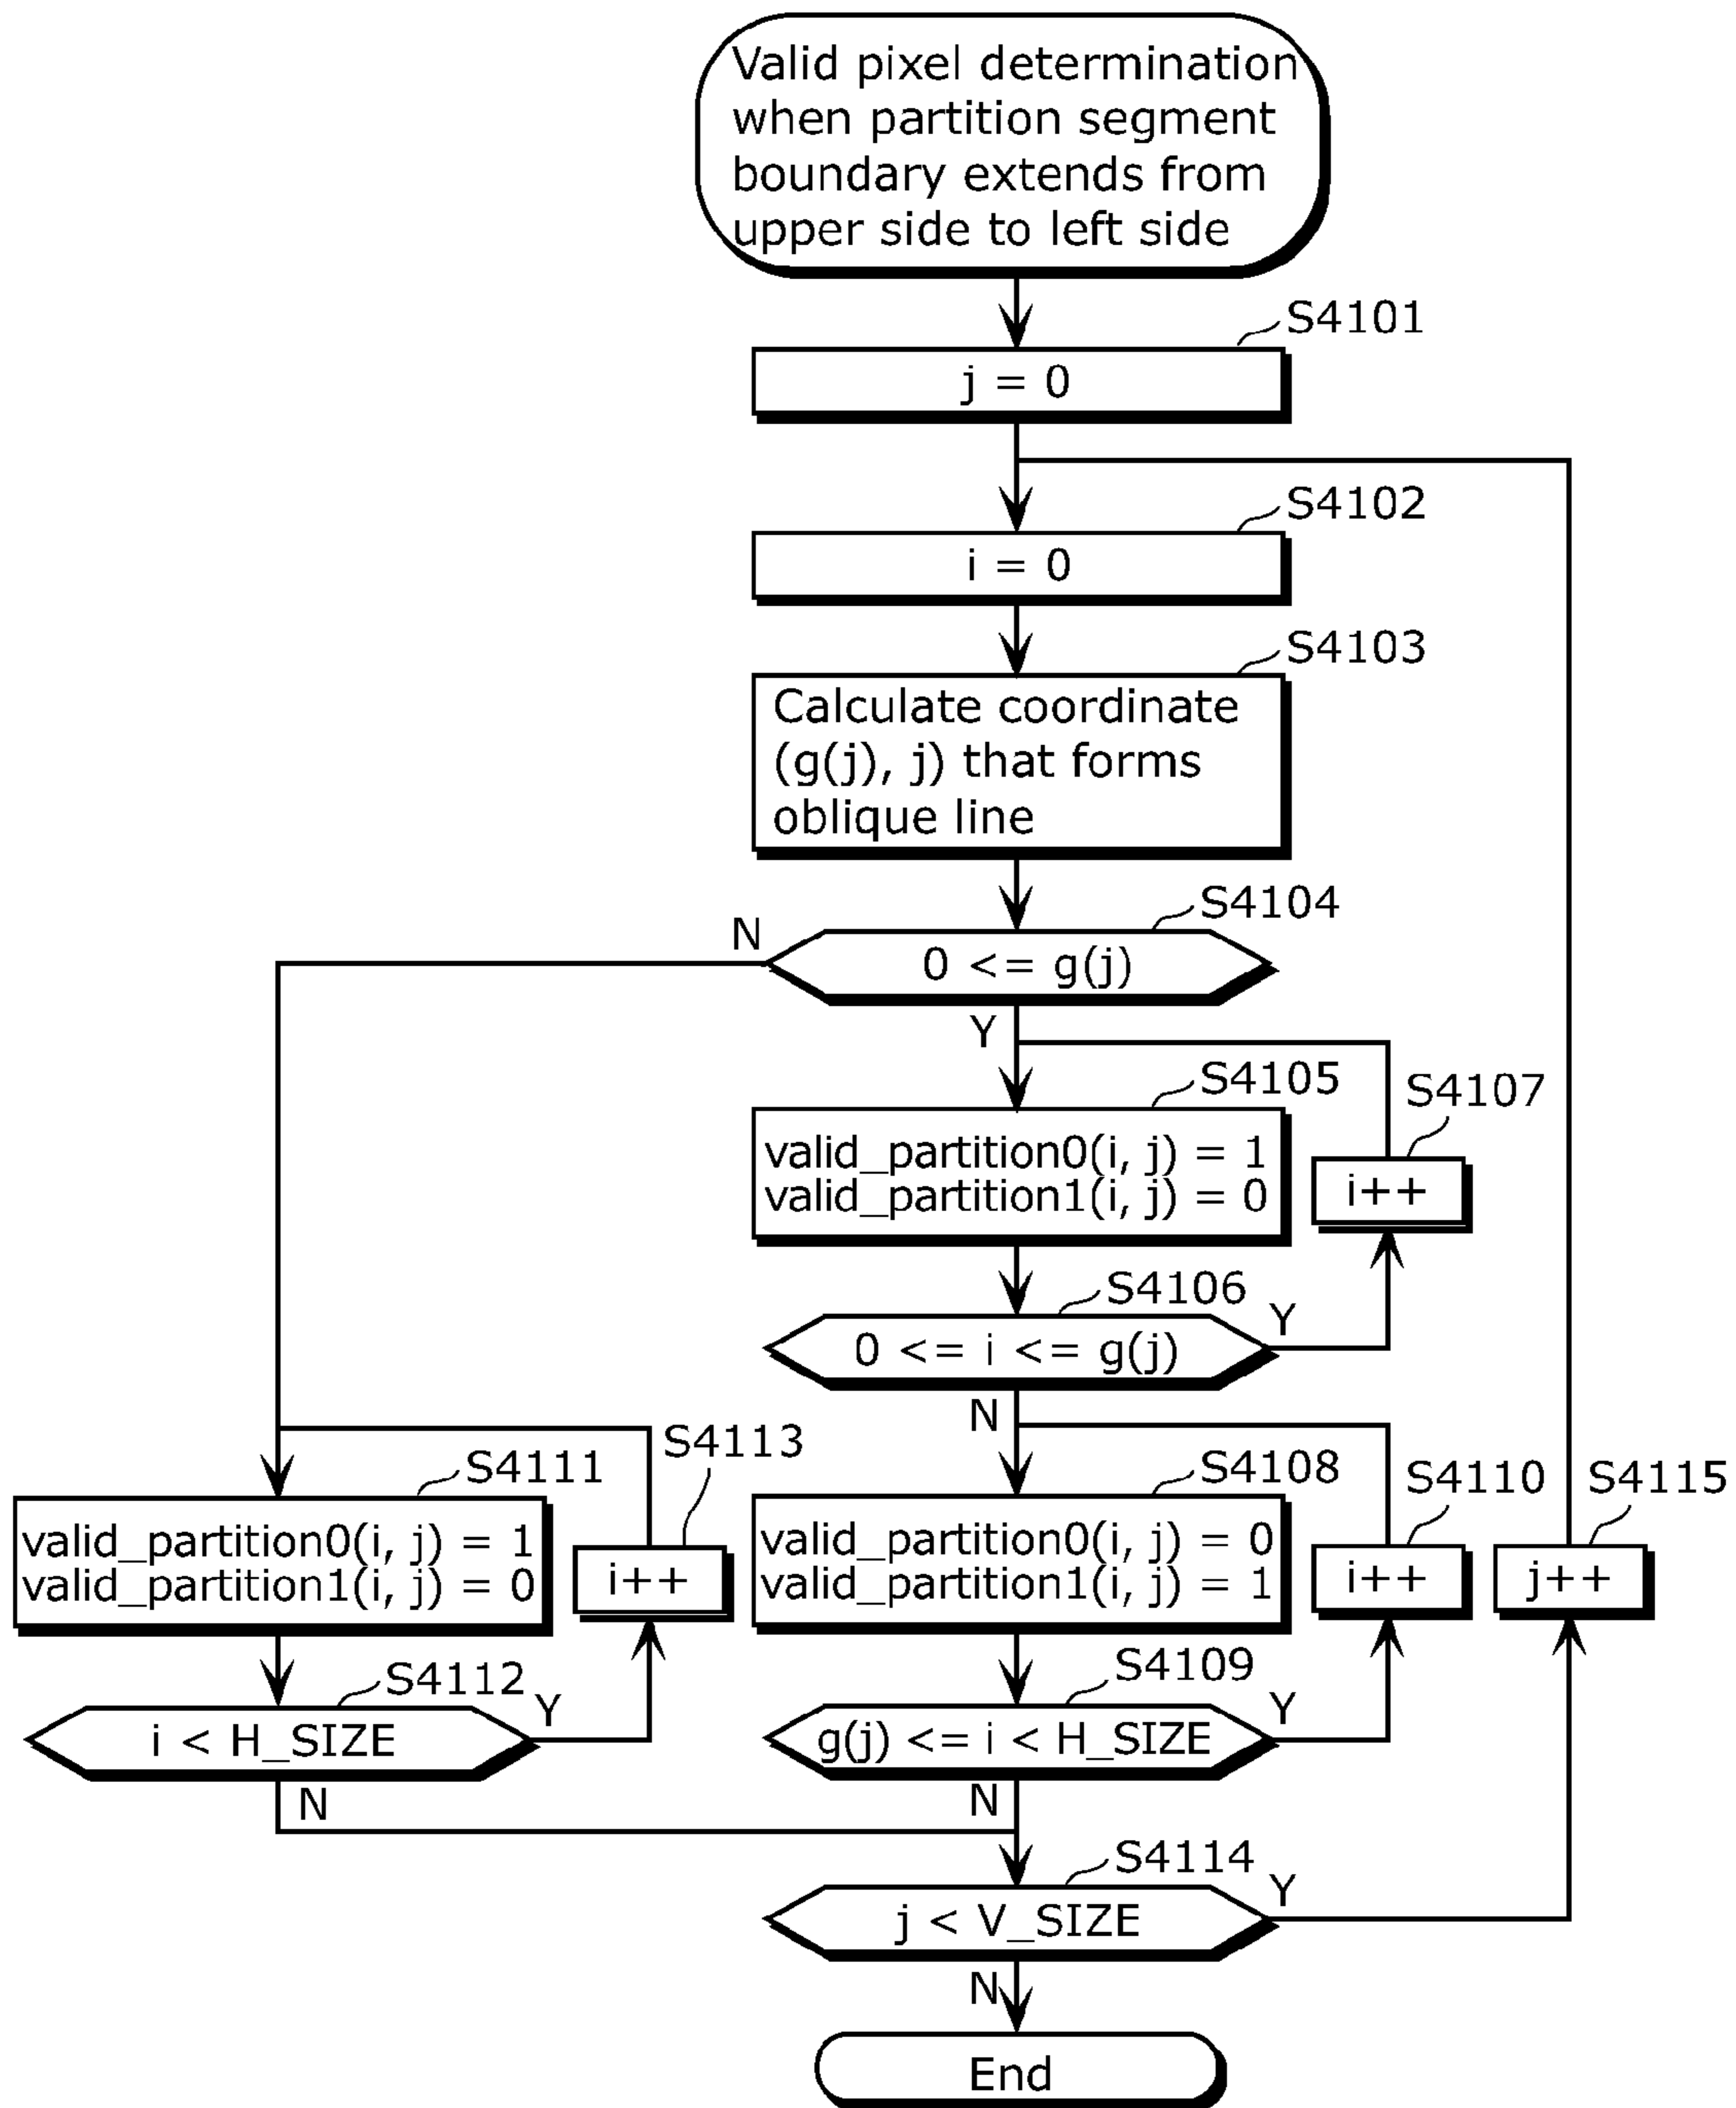 Valid pixel determination
when partition segment
boundary extends from
upper side to left side
S4101
j = 0
S4102
i = 0
S4103
Calculate coordinate
(g(j), j) that forms
oblique line
S4104
N
0 <= g(j)
Y
S4105
S4107
valid_partition0(i, j) = 1
valid_partition1(i, j) = 0
i++
S4106
Y
0 <= i <= g(j)
N
S4113
S4111
S4108
S4110
S4115
valid_partition0(i, j) = 1
valid_partition1(i, j) = 0
i++
valid_partition0(i, j) = 0
valid_partition1(i, j) = 1
i++
j++
S4112
Y
S4109
Y
i < H_SIZE
g(j) <= i < H_SIZE
N
N
S4114
Y
j < V_SIZE
N
End